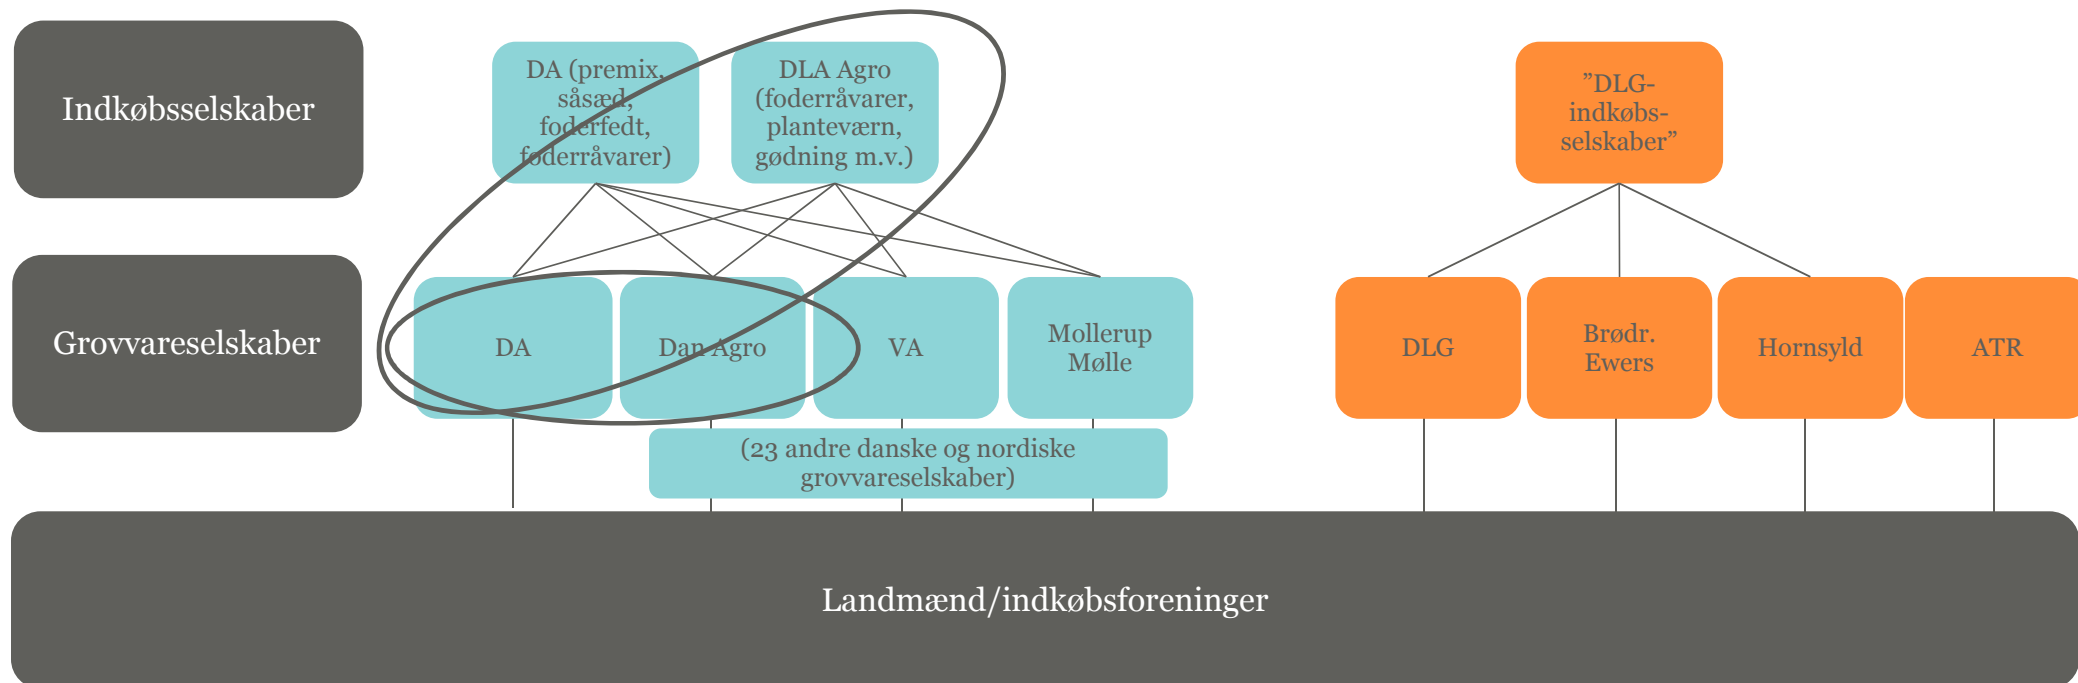 Indkøbsselskaber
DA (premix,
såsæd,
foderfedt,
foderråvarer)
DLA Agro
(foderråvarer,
planteværn,
gødning m.v.)
”DLG-
indkøbs-
selskaber”
Grovvareselskaber
DA
Dan Agro
VA
Mollerup
Mølle
DLG
Brødr.
Ewers
Hornsyld
ATR
(23 andre danske og nordiske
grovvareselskaber)
Landmænd/indkøbsforeninger